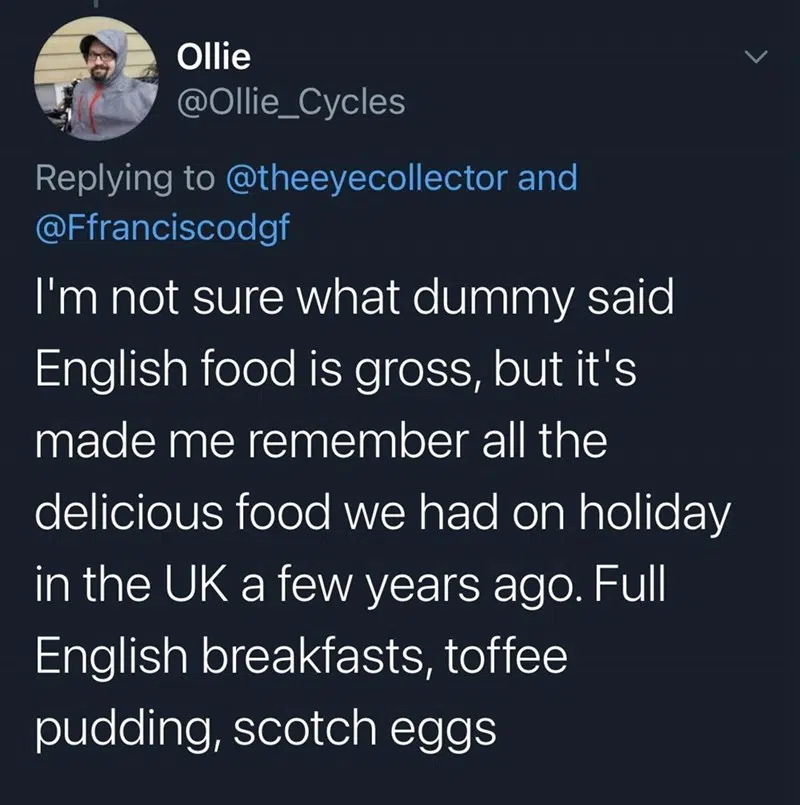 Ollie
@Ollie_Cycles
Replying to @theeyecollector and
@Ffranciscodgf
I'm not sure what dummy said
English food is gross, but it's
made me remember all the
delicious food we had on holiday
in the UK a few years ago. Full
English breakfasts, toffee
pudding, scotch eggs